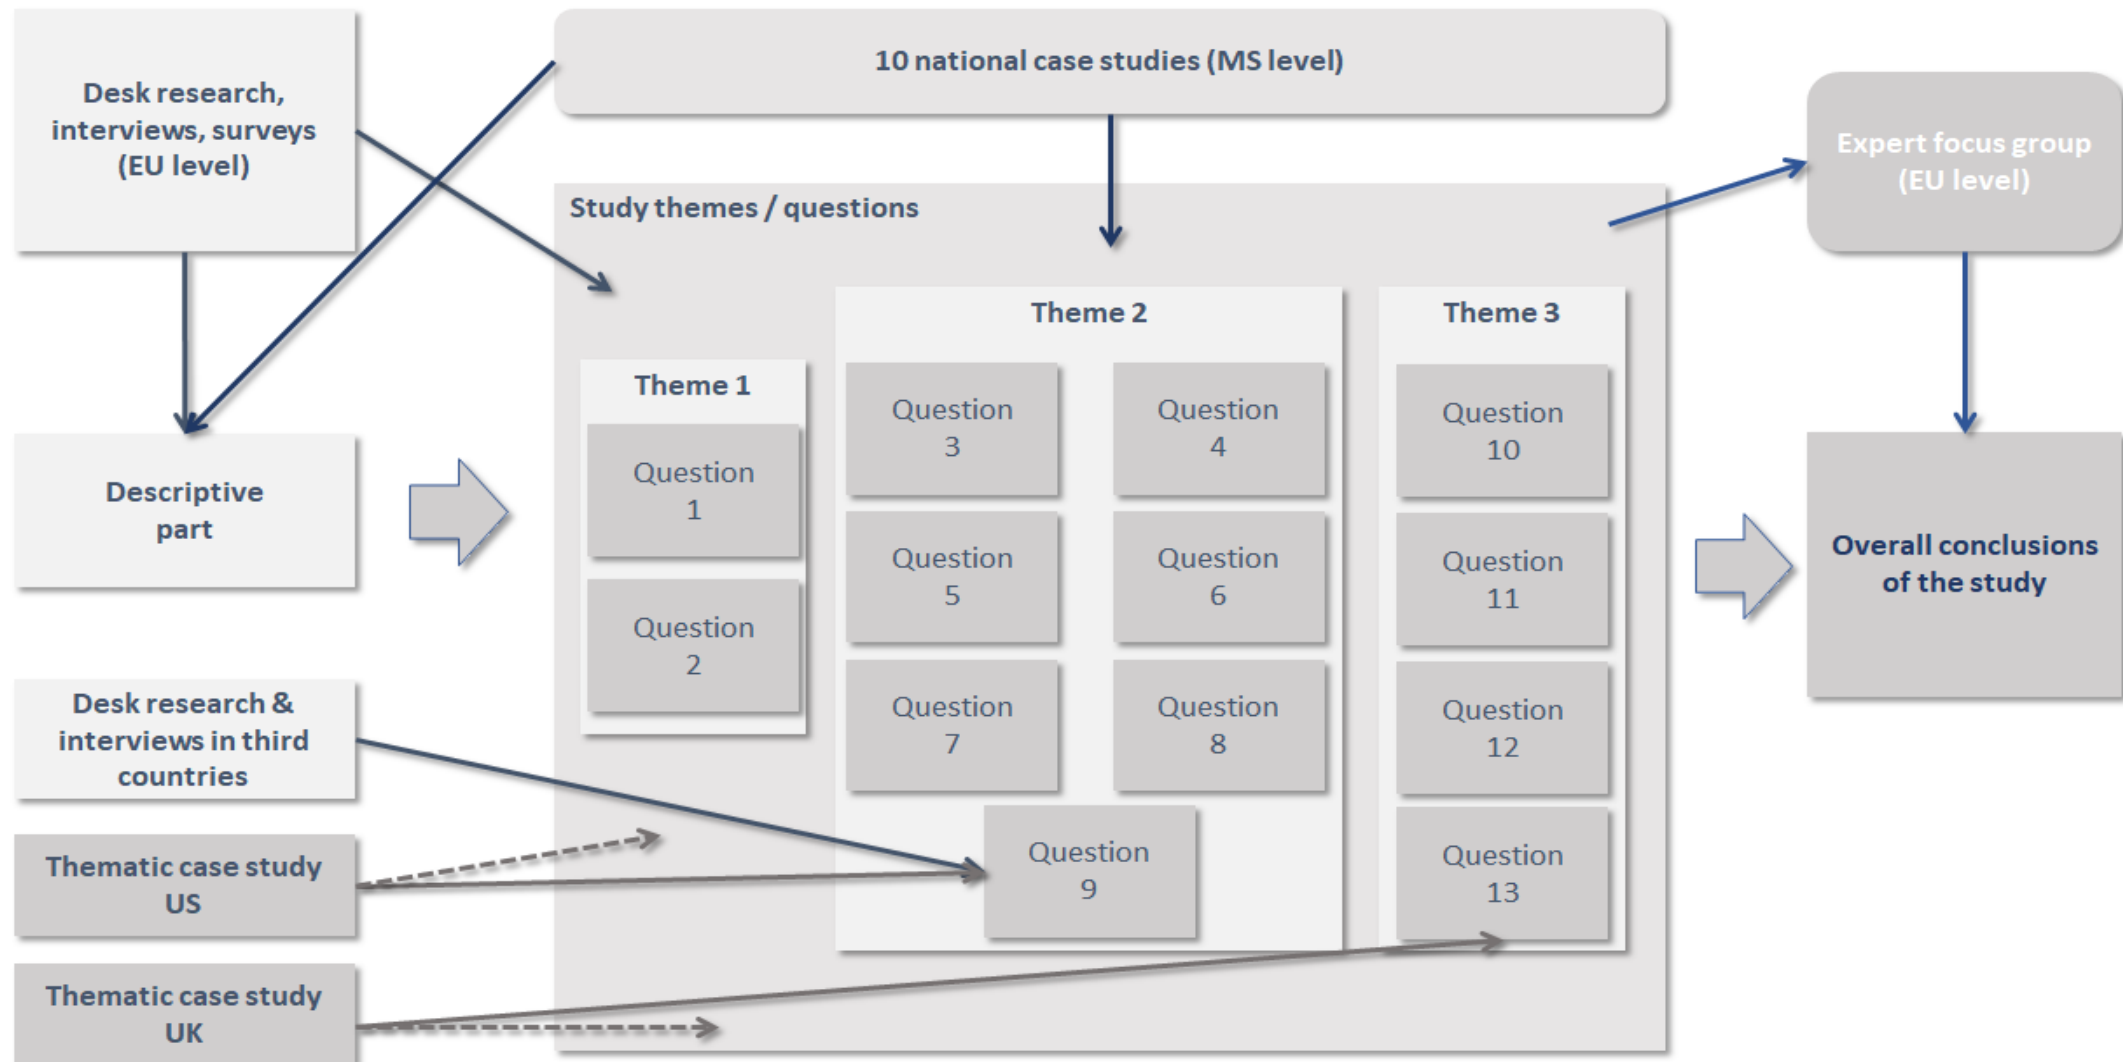 Desk research,
interviews, surveys
(EU level)
10 national case studies (MS level)
Expert focus group
(EU level)
Study themes / questions
Descriptive
part
Theme 1
Question
1
Question
2
Theme 2
Question
3
Question
4
Question
5
Question
6
Question
7
Question
8
Question
9
Theme 3
Question
10
Question
11
Question
12
Question
13
Overall conclusions
of the study
Desk research &
interviews in third
countries
Thematic case study
US
Thematic case study
UK